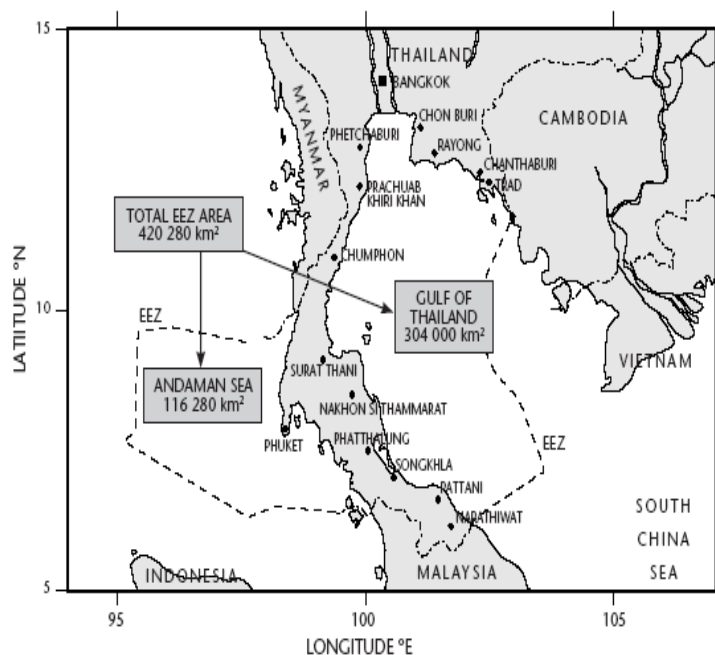 15
THAILAND
BANGKOK
MYANMAR
CHON BURI
CAMBODIA
PHETCHABURI
RAYONG
CHANTHABURI
TRAD
PRACHUAB
KHIRI KHAN
TOTAL EEZ AREA
420 280 km²
CHUMPHON
10
GULF OF
THAILAND
304 000 km²
EEZ
VIETNAM
SURAT THANI
ANDAMAN SEA
116 280 km²
NAKHON SI THAMMARAT
PHUKET
PHATTHALUNG
EEZ
SONGKHLA
PATTANI
SOUTH
CHINA
SEA
NARATHIWAT
INDONESIA
MALAYSIA
5
95
100
105
LATIITUDE °N
LONGITUDE °E